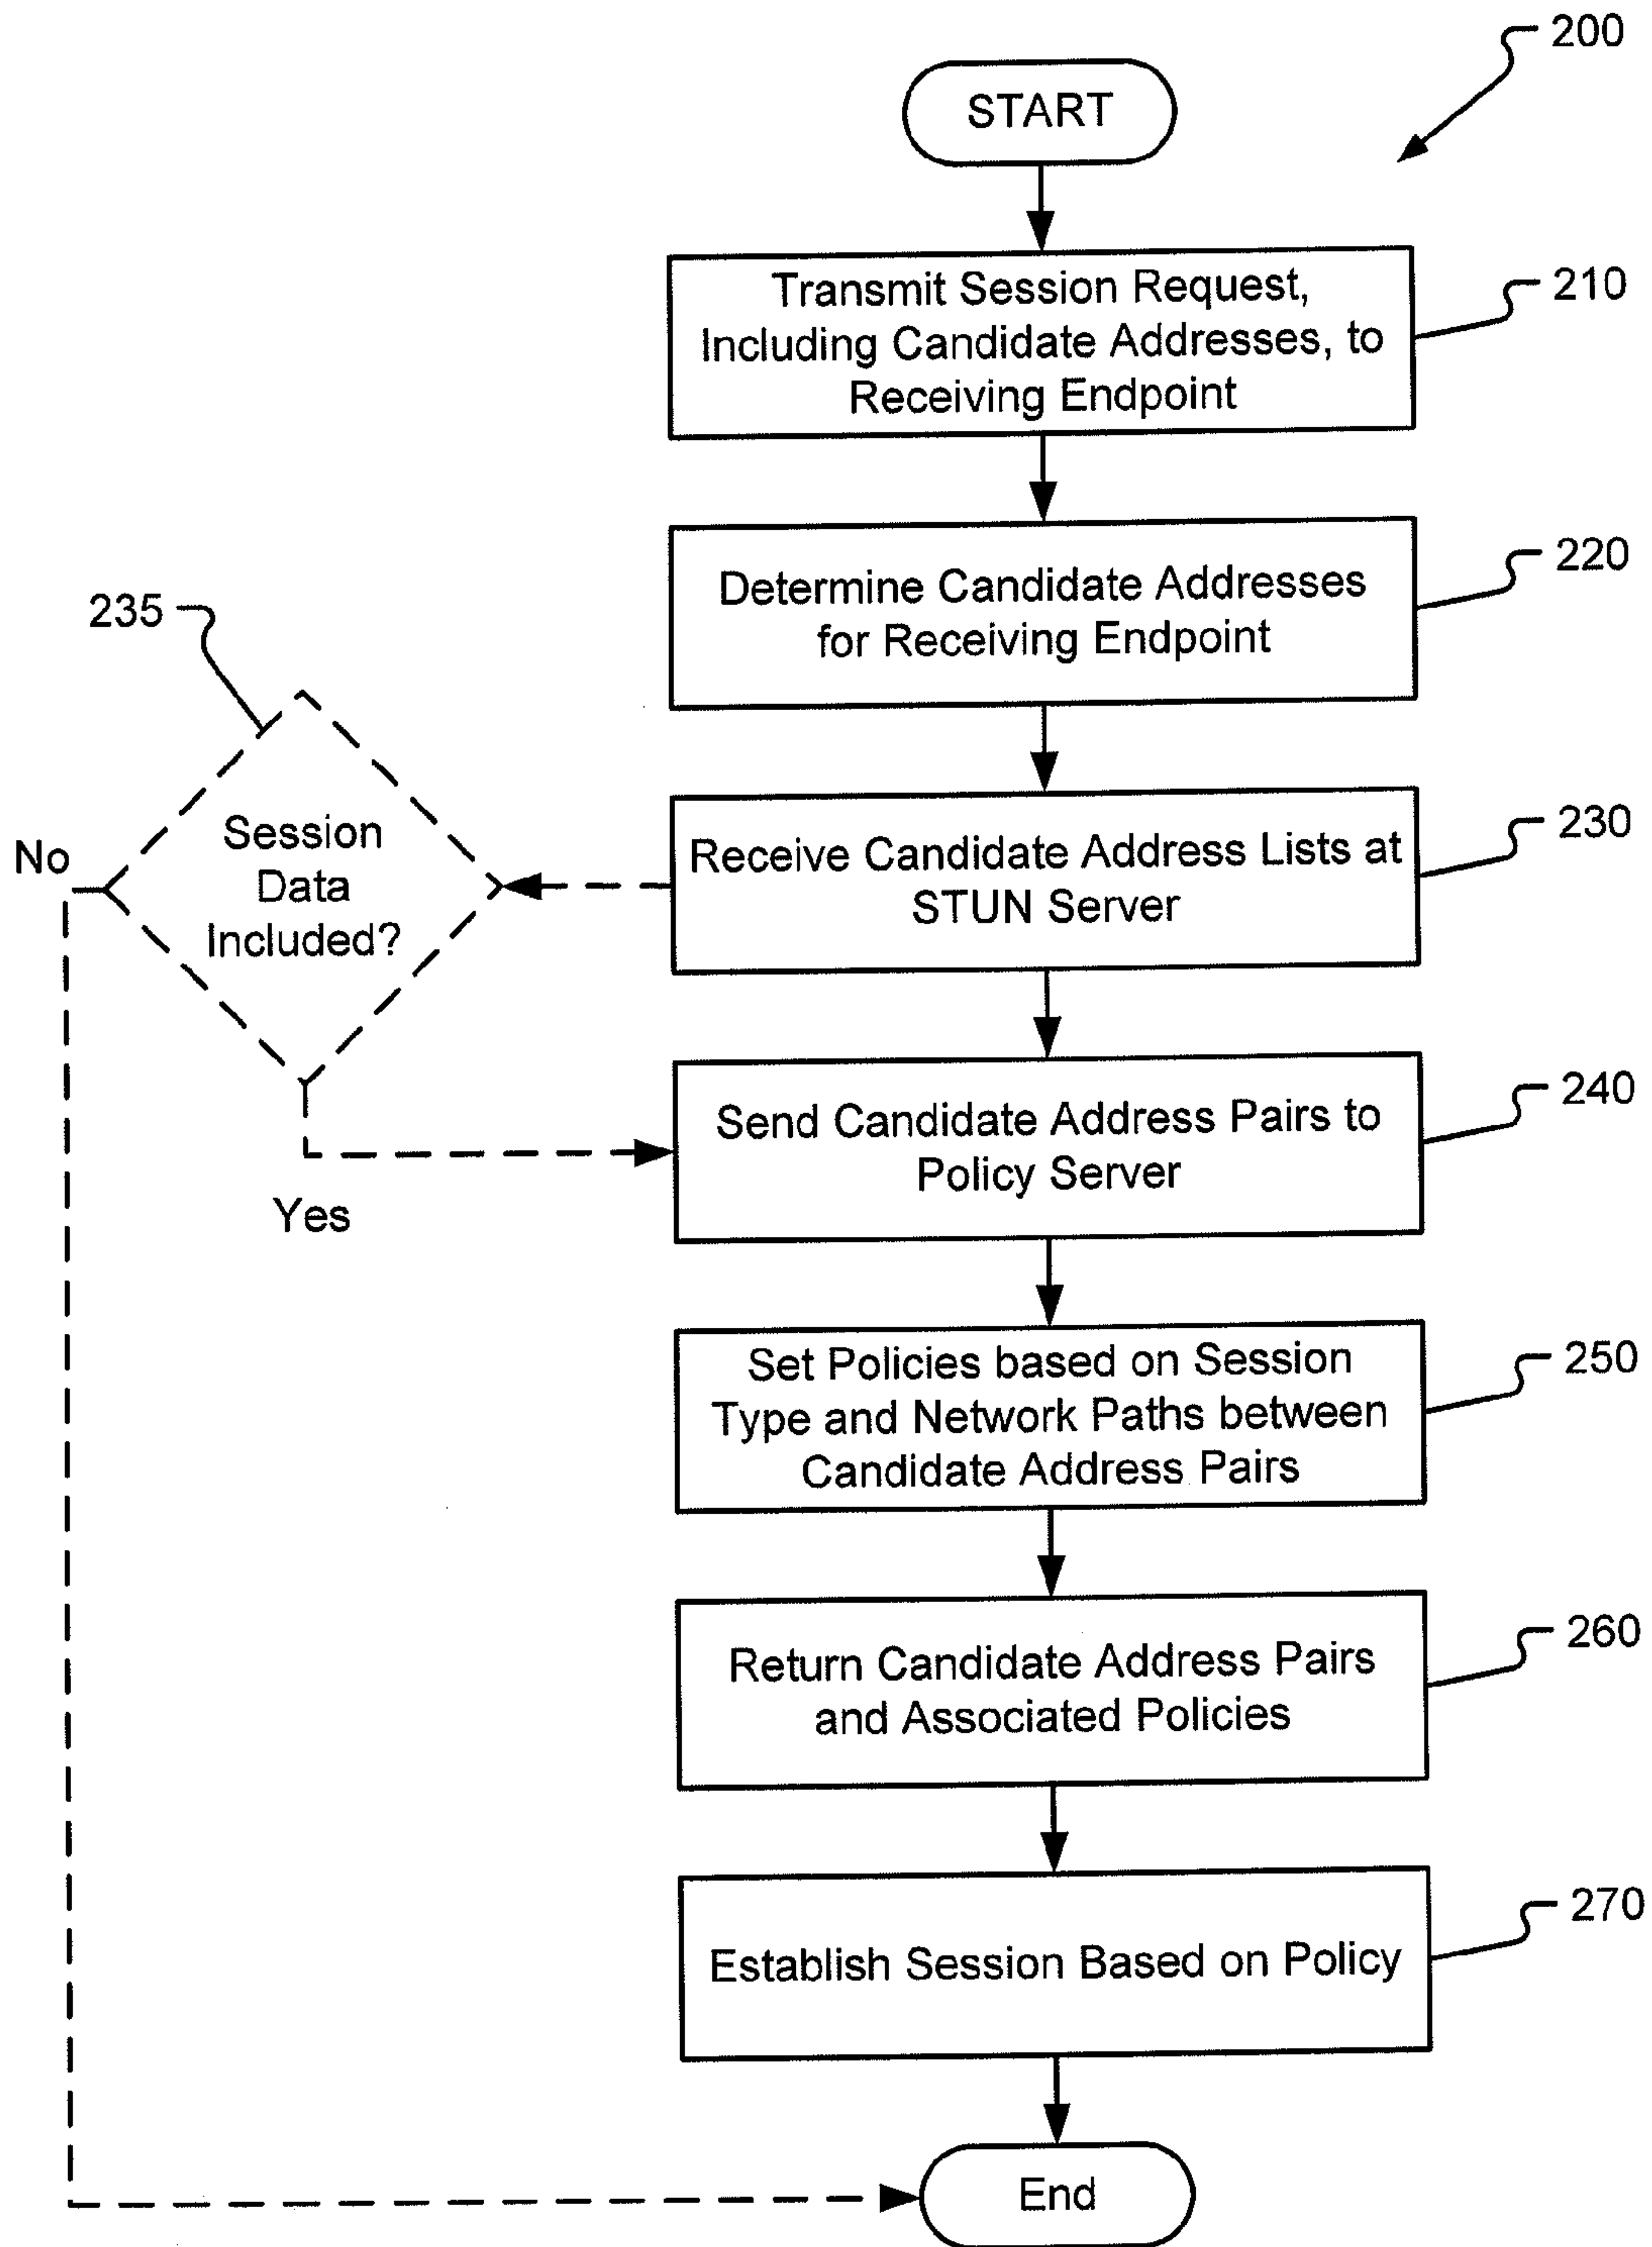 200
START
Transmit Session Request,
Including Candidate Addresses, to
Receiving Endpoint
210
Determine Candidate Addresses
for Receiving Endpoint
220
235
Session
Data
Included?
No
Yes
Receive Candidate Address Lists at
STUN Server
230
Send Candidate Address Pairs to
Policy Server
240
Set Policies based on Session
Type and Network Paths between
Candidate Address Pairs
250
Return Candidate Address Pairs
and Associated Policies
260
Establish Session Based on Policy
270
End